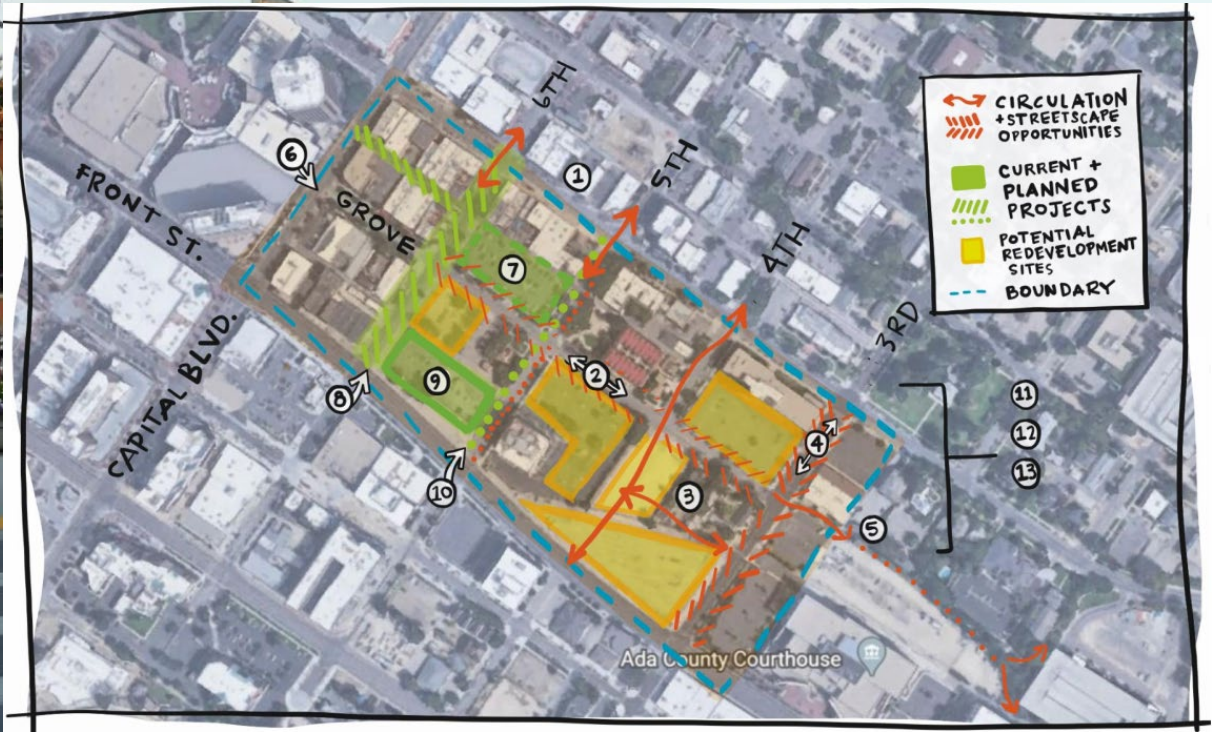 6TH
5TH
4TH
3RD
FRONT ST.
CAPITAL BLVD.
GROVE
6
1
7
2
8
9
10
3
4
5
11
12
13
CIRCULATION
+STREETSCAPE
OPPORTUNITIES
CURRENT +
PLANNED
PROJECTS
POTENTIAL
REDEVELOPMENT
SITES
BOUNDARY
Ada County Courthouse